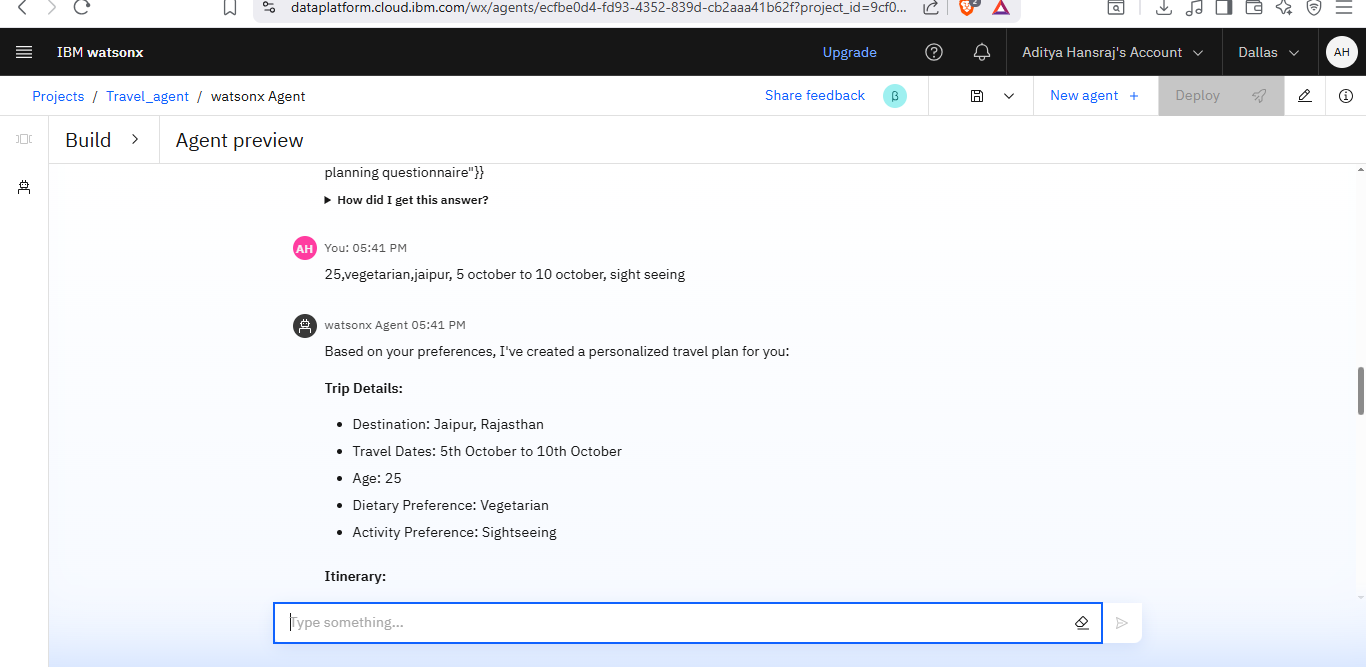 dataplatform.cloud.ibm.com/wx/agents/ecfbe0d4-fd93-4352-839d-cb2aaa41b62f?project_id=9cf0...
2
IBM watsonx
Upgrade
Aditya Hansraj's Account
Dallas
AH
Projects / Travel_agent / watsonx Agent
Share feedback
β
New agent +
Deploy
Build
Agent preview
planning questionnaire"}}
How did I get this answer?
AH
You: 05:41 PM
25,vegetarian,jaipur, 5 october to 10 october, sight seeing
watsonx Agent 05:41 PM
Based on your preferences, I've created a personalized travel plan for you:
Trip Details:
• Destination: Jaipur, Rajasthan
• Travel Dates: 5th October to 10th October
• Age: 25
• Dietary Preference: Vegetarian
• Activity Preference: Sightseeing
Itinerary:
Type something...